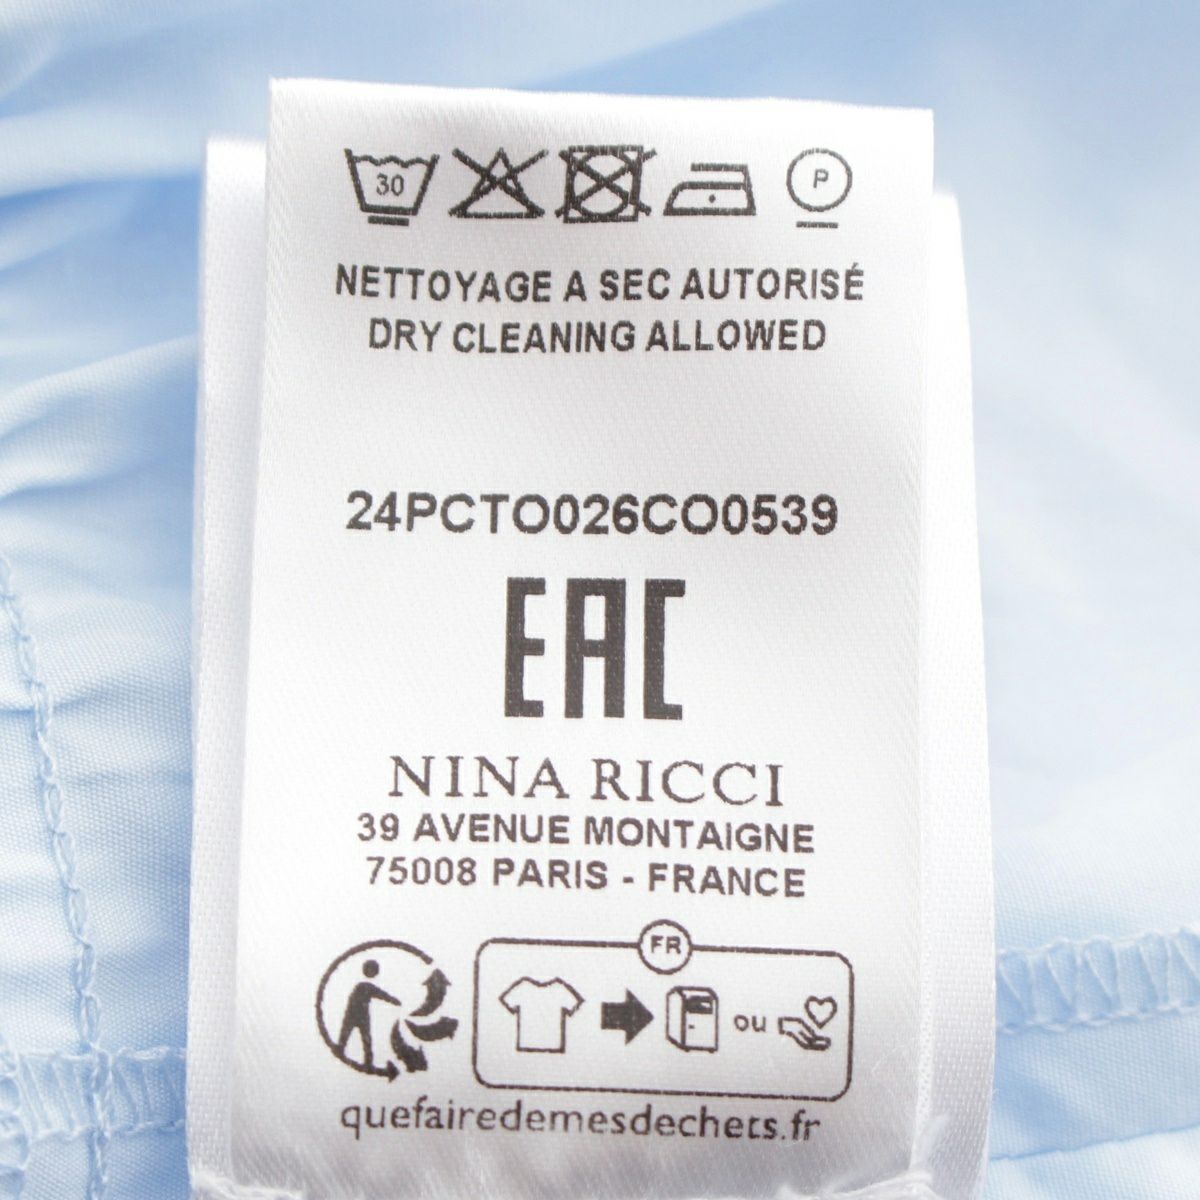 30
P
NETTOYAGE A SEC AUTORISÉ
DRY CLEANING ALLOWED
24PCTO026CO0539
EAC
NINA RICCI
39 AVENUE MONTAIGNE
75008 PARIS - FRANCE
FR
ou
quefairedemesdechets.fr